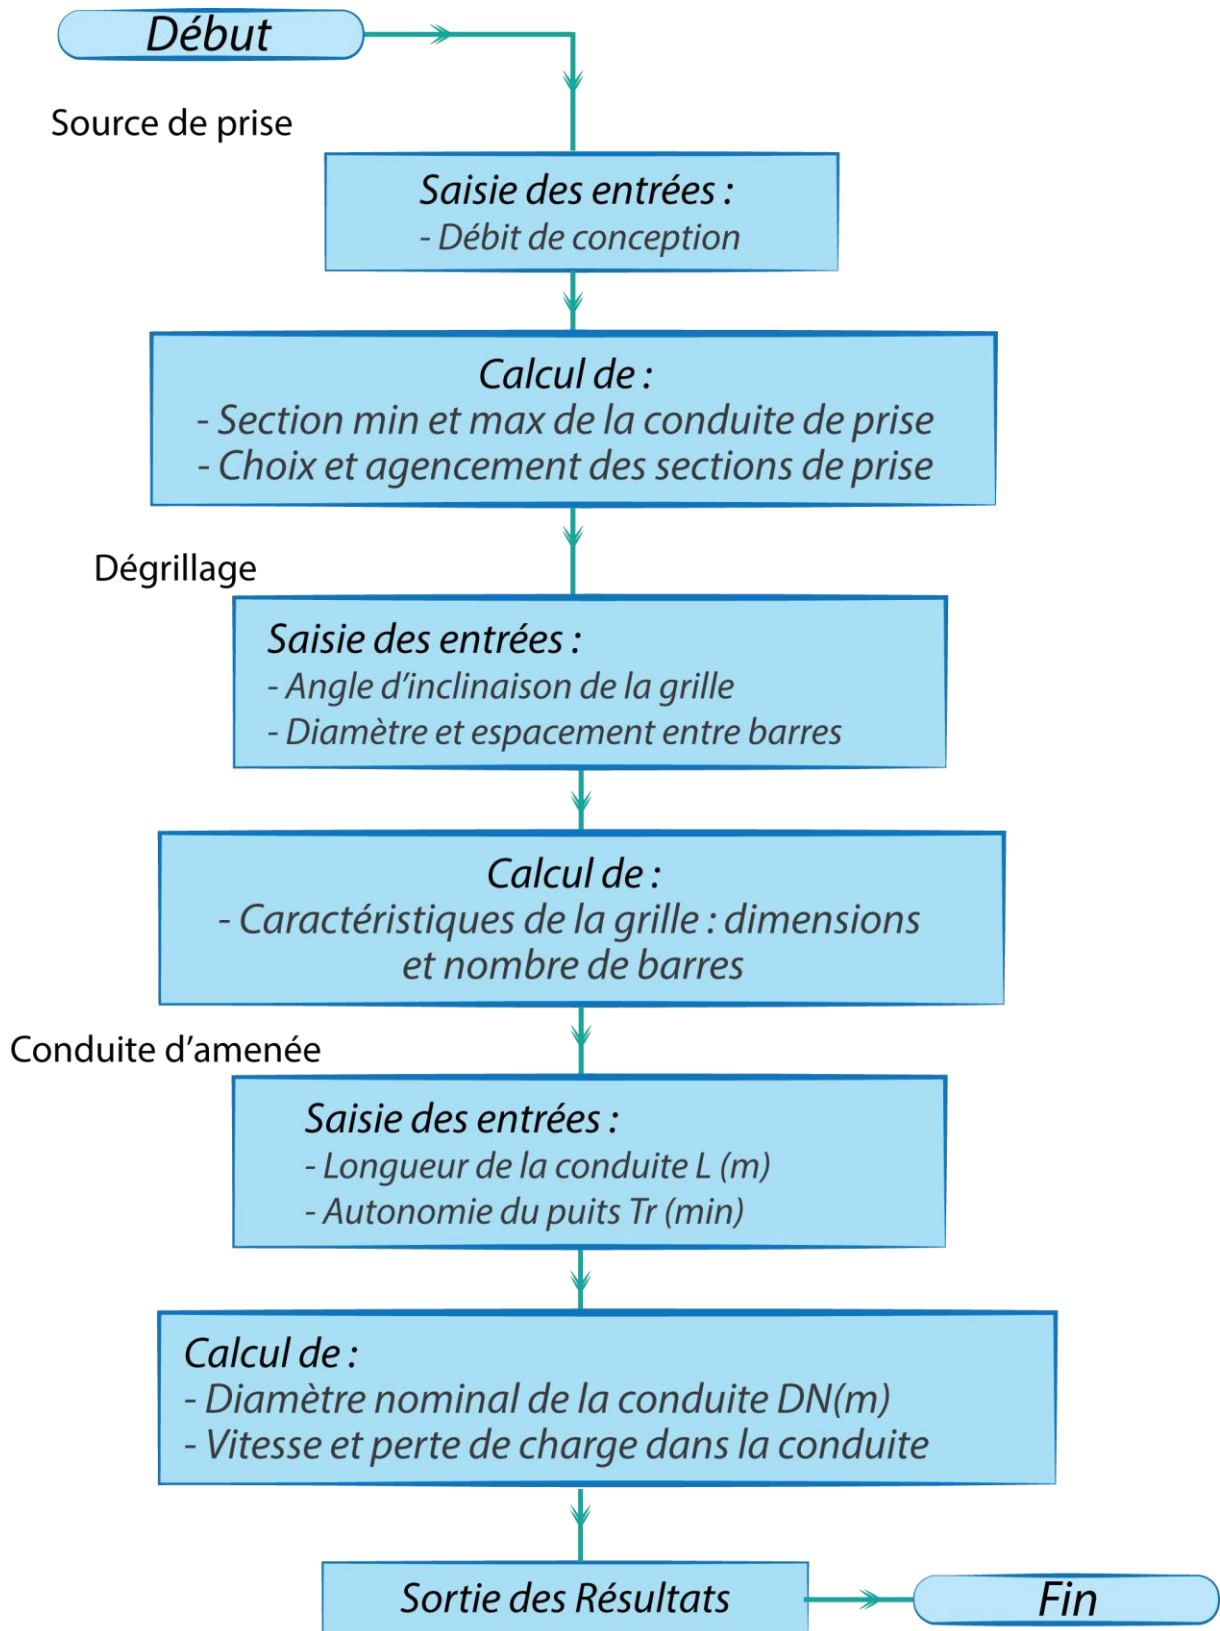 Début
Source de prise
Saisie des entrées :
- Débit de conception
Calcul de :
- Section min et max de la conduite de prise
- Choix et agencement des sections de prise
Dégrillage
Saisie des entrées :
- Angle d’inclinaison de la grille
- Diamètre et espacement entre barres
Calcul de :
- Caractéristiques de la grille : dimensions
et nombre de barres
Conduite d’amenée
Saisie des entrées :
- Longueur de la conduite L (m)
- Autonomie du puits Tr (min)
Calcul de :
- Diamètre nominal de la conduite DN(m)
- Vitesse et perte de charge dans la conduite
Sortie des Résultats
Fin